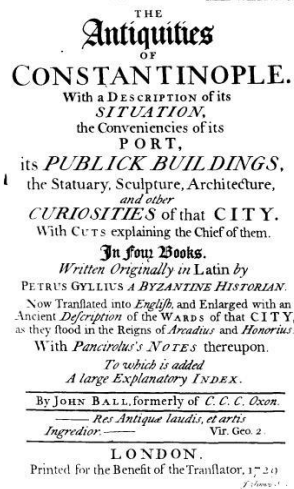 THE
Antiquities
OF
CONSTANTINOPLE.
With a DESCRIPTION of its
SITUATION,
the Conveniencies of its
PORT,
its PUBLICK BUILDINGS,
the Statuary, Sculpture, Architecture,
and other
CURIOSITIES of that CITY.
With CUTS explaining the Chief of them.
In Four Books.
Written Originally in Latin by
PETRUS GYLLIUS A BYZANTINE HISTORIAN.
Now Translated into Engliſh, and Enlarged with an
Ancient Deſcription of the WARDS of that CITY,
as they ſtood in the Reigns of Arcadius and Honorius.
With Pancirolus's NOTES thereupon.
To which is added
A large Explanatory INDEX.
By JOHN BALL, formerly of C. C. C. Oxon.
—— Res Antiquæ laudis, et artis
Ingredior. —— Vir. Geo. 2.
LONDON.
Printed for the Benefit of the Tranſlator, 1729